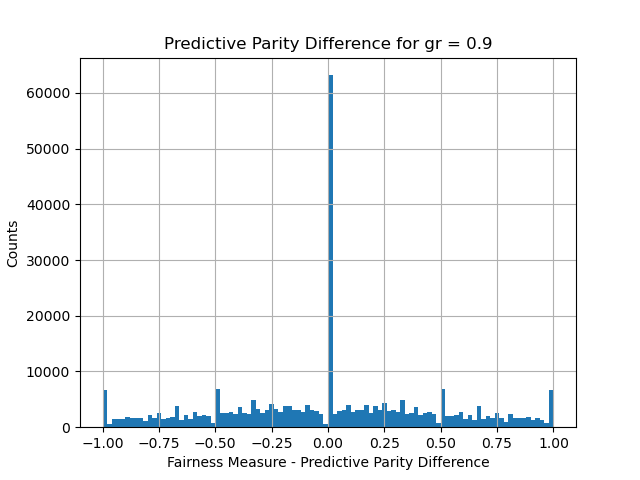 Predictive Parity Difference for gr = 0.9
60000
50000
40000
30000
20000
10000
0
Counts
−1.00 −0.75 −0.50 −0.25 0.00 0.25 0.50 0.75 1.00
Fairness Measure - Predictive Parity Difference